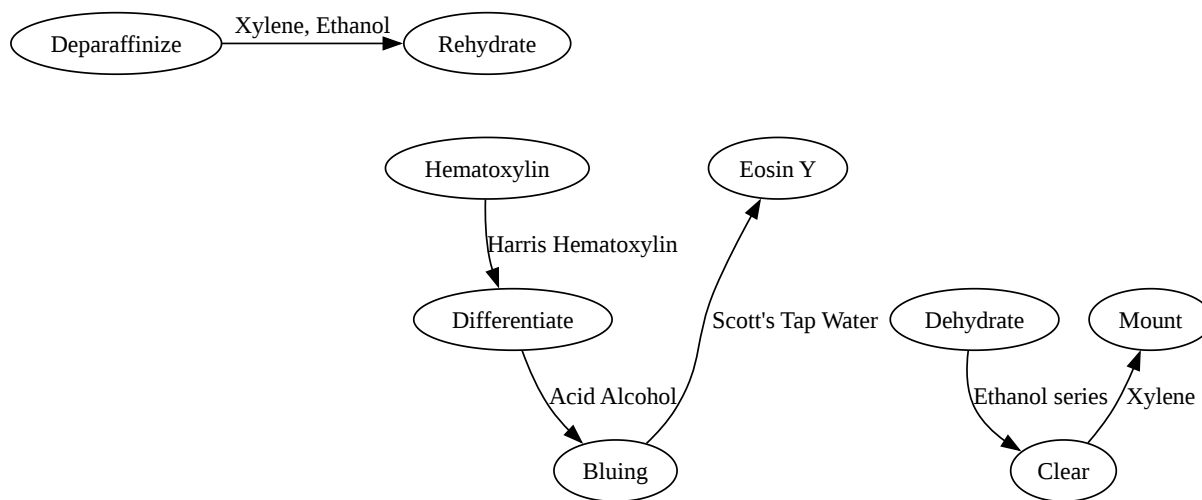 Deparaffinize
Xylene, Ethanol
Rehydrate
Hematoxylin
Eosin Y
Harris Hematoxylin
Differentiate
Scott's Tap Water
Dehydrate
Mount
Acid Alcohol
Ethanol series
Xylene
Bluing
Clear